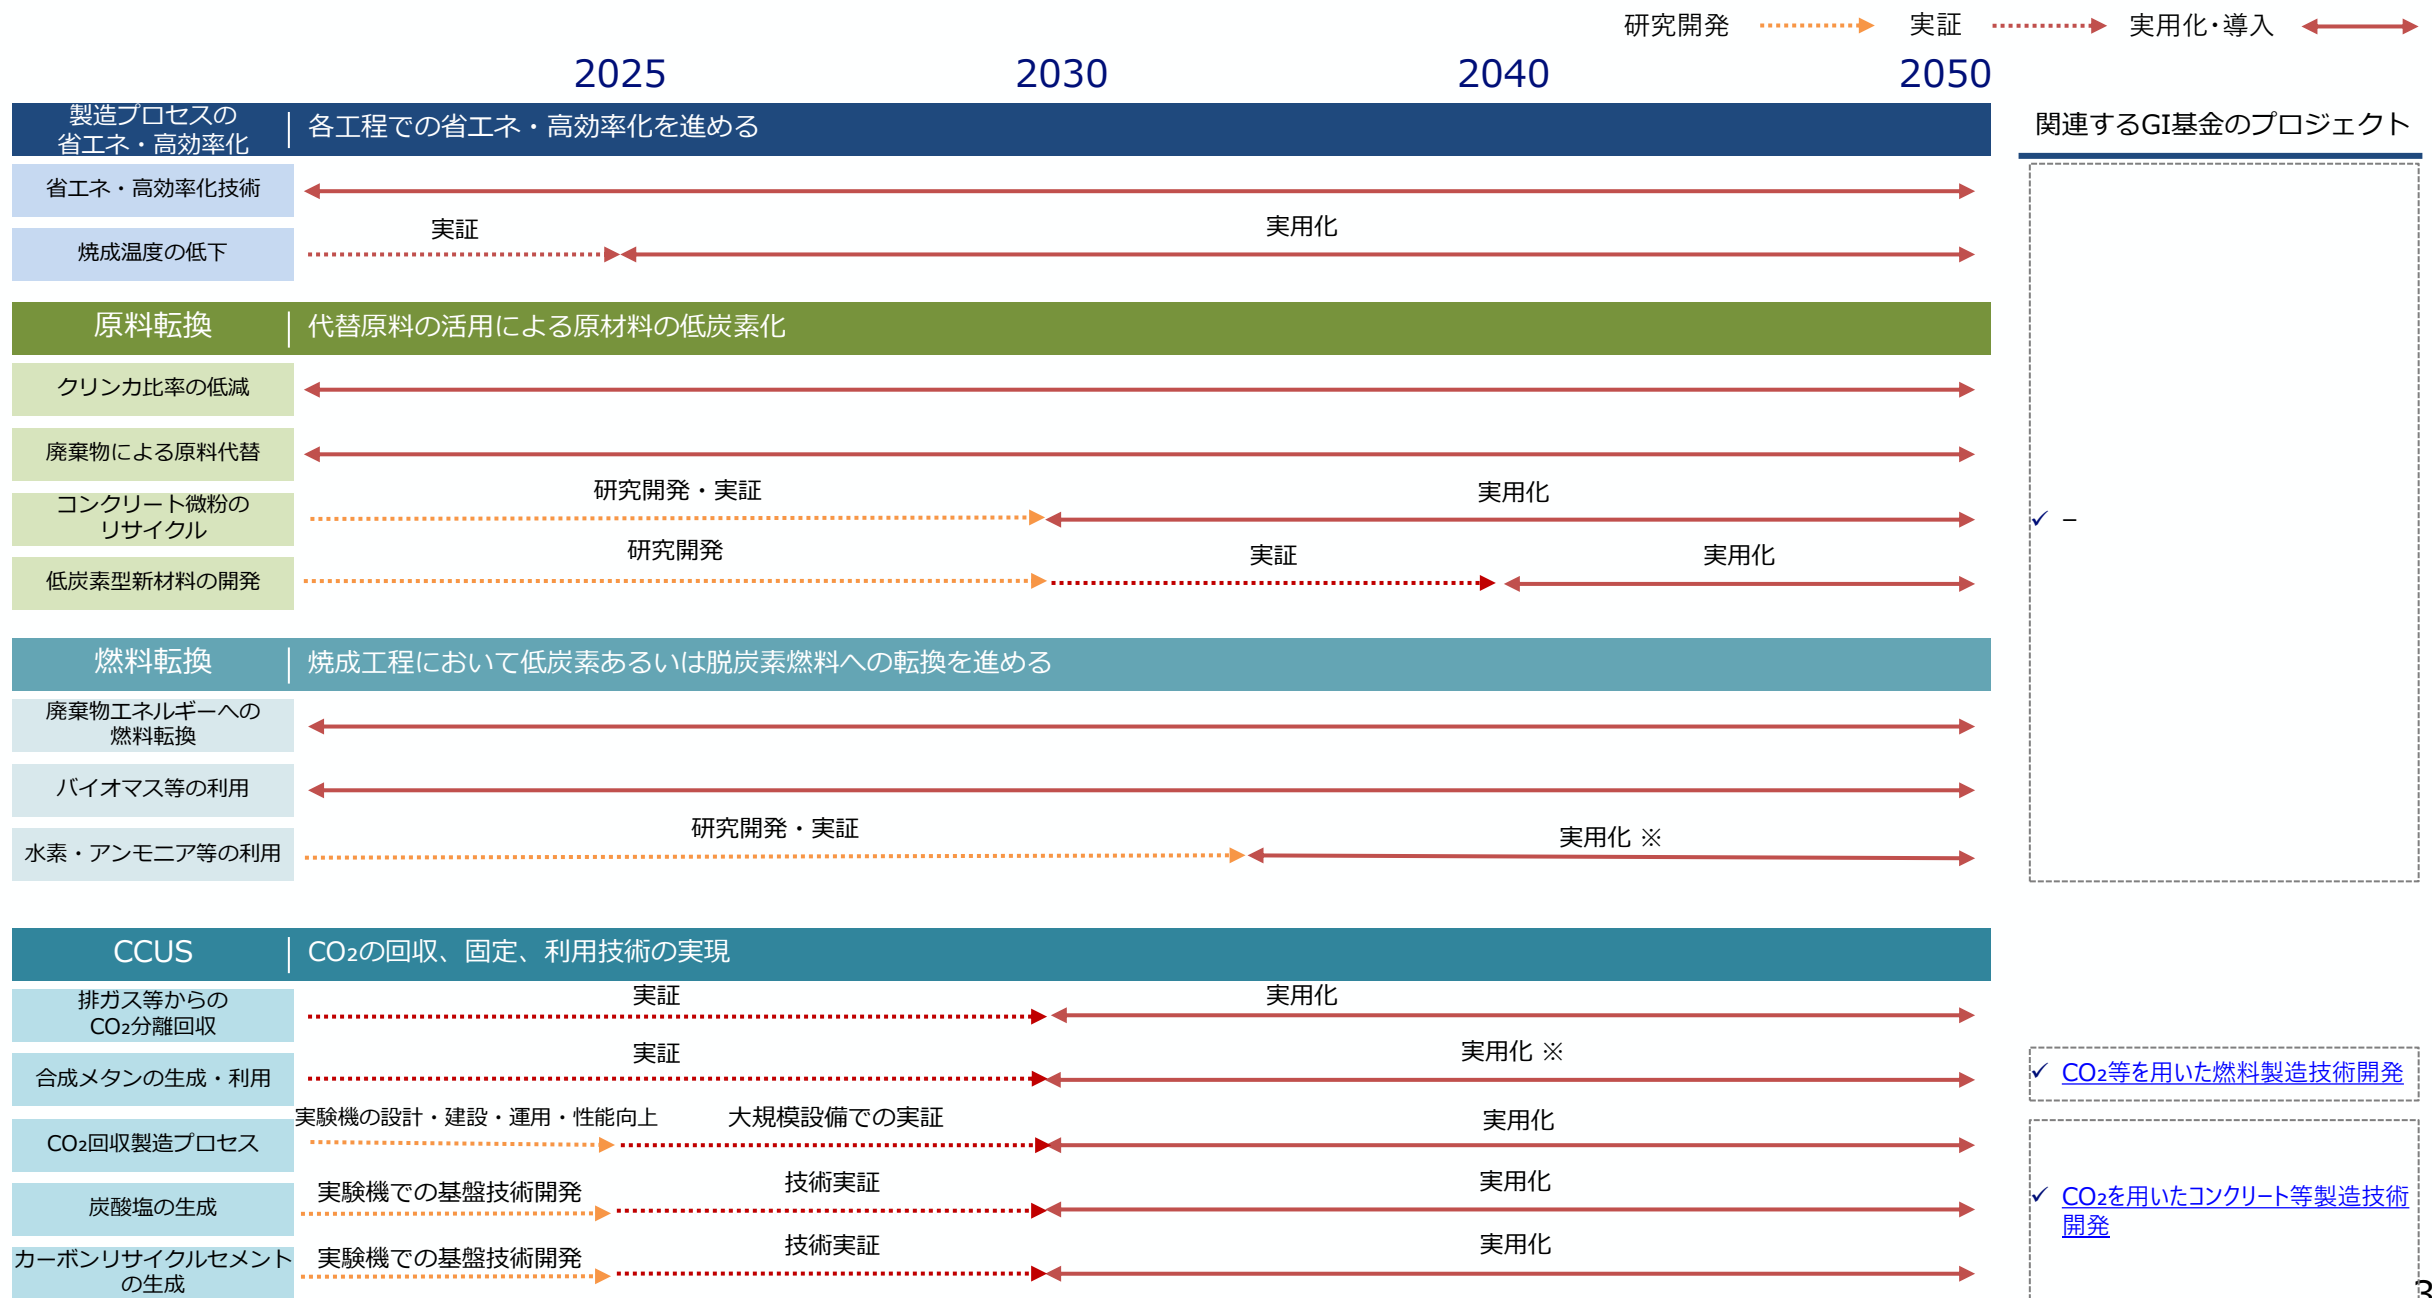 研究開発 実証 実用化・導入
2025 2030 2040 2050
製造プロセスの
省エネ・高効率化
各工程での省エネ・高効率化を進める
関連するGI基金のプロジェクト
省エネ・高効率化技術
実証 実用化
焼成温度の低下
原料転換
代替原料の活用による原材料の低炭素化
クリンカ比率の低減
廃棄物による原料代替
研究開発・実証 実用化
コンクリート微粉の
リサイクル
✓ –
研究開発 実証 実用化
低炭素型新材料の開発
燃料転換
焼成工程において低炭素あるいは脱炭素燃料への転換を進める
廃棄物エネルギーへの
燃料転換
バイオマス等の利用
研究開発・実証 実用化 ※
水素・アンモニア等の利用
CCUS
CO₂の回収、固定、利用技術の実現
実証 実用化
排ガス等からの
CO₂分離回収
実証 実用化 ※
合成メタンの生成・利用
✓ CO₂等を用いた燃料製造技術開発
実験機の設計・建設・運用・性能向上 大規模設備での実証 実用化
CO₂回収製造プロセス
実験機での基盤技術開発 技術実証 実用化
炭酸塩の生成
✓ CO₂を用いたコンクリート等製造技術
開発
実験機での基盤技術開発 技術実証 実用化
カーボンリサイクルセメント
の生成
3